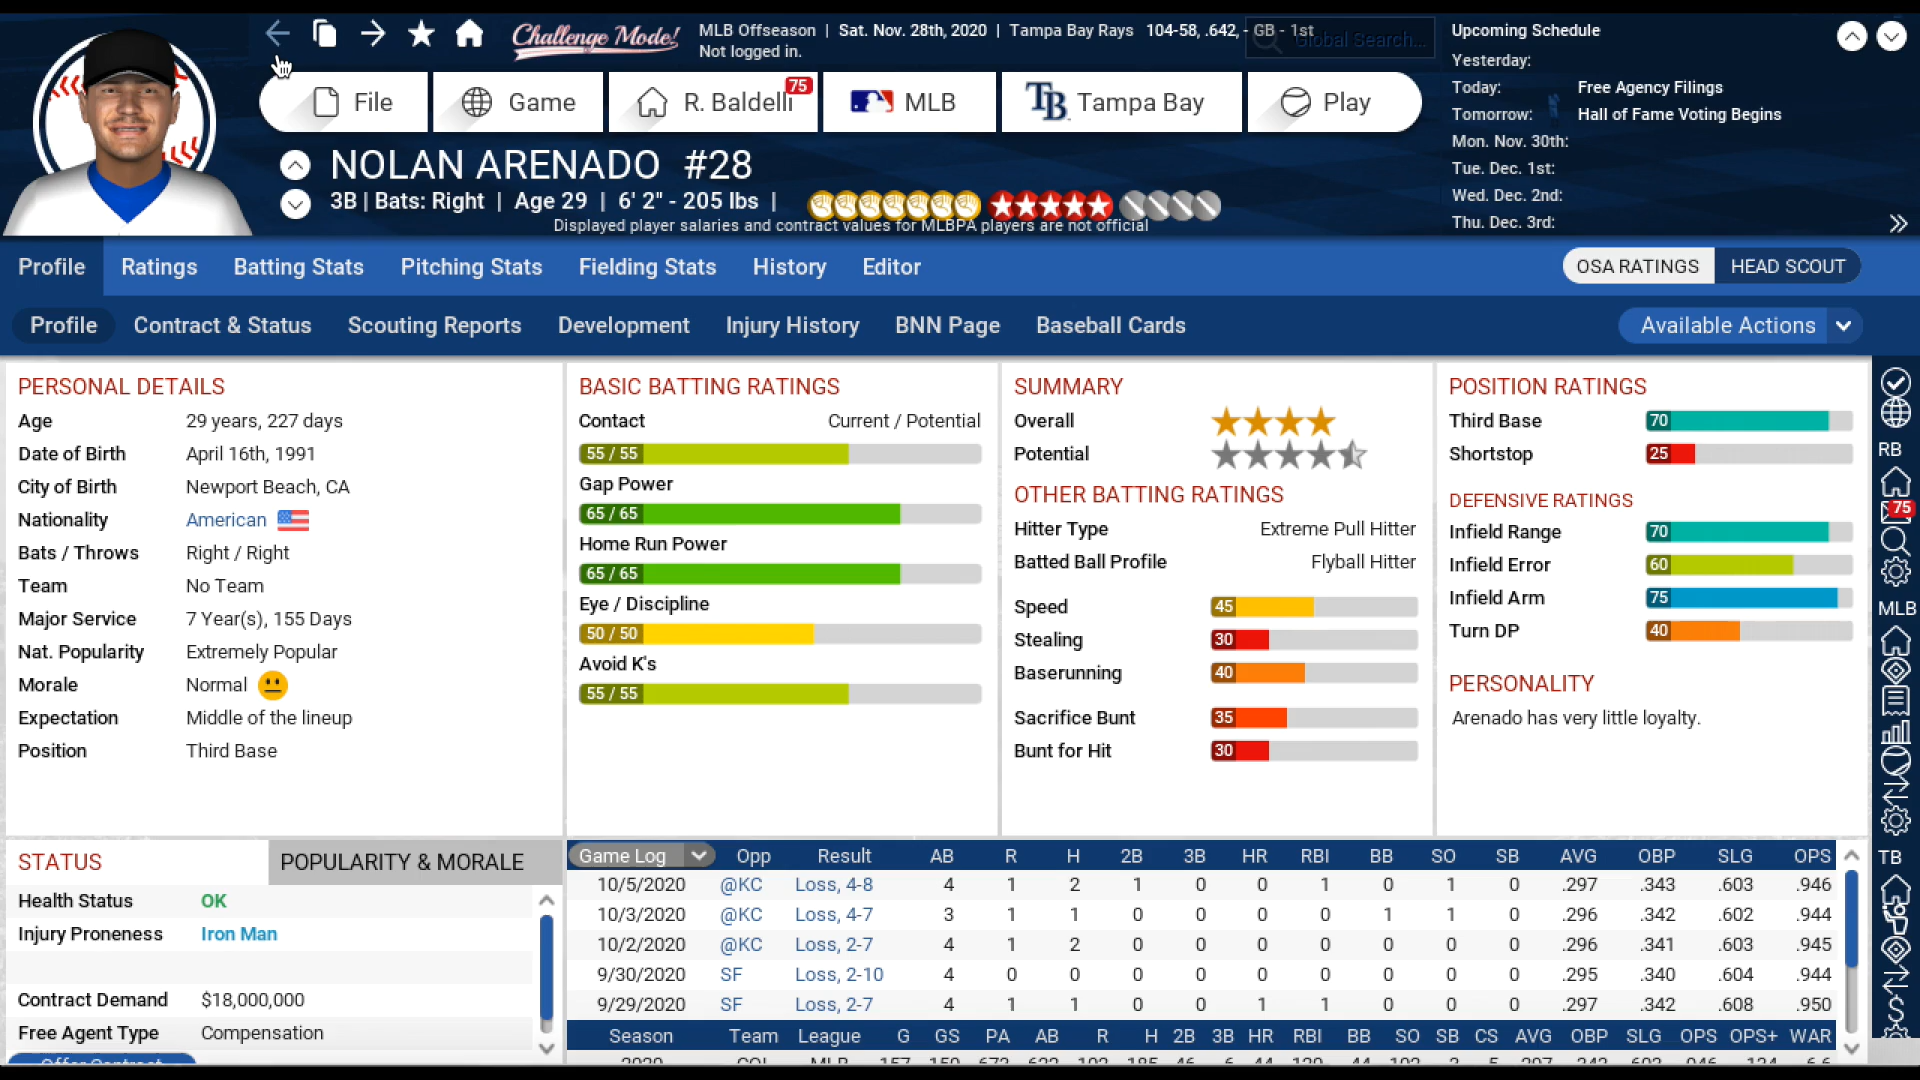 Challenge Mode!
MLB Offseason | Sat. Nov. 28th, 2020 | Tampa Bay Rays 104-58, .642, - GB - 1st
Not logged in.
Global Search...
Upcoming Schedule
Yesterday:
Today: Free Agency Filings
Tomorrow: Hall of Fame Voting Begins
Mon. Nov. 30th:
Tue. Dec. 1st:
Wed. Dec. 2nd:
Thu. Dec. 3rd:
File
Game
R. Baldelli 75
MLB
TB Tampa Bay
Play
NOLAN ARENADO #28
3B | Bats: Right | Age 29 | 6' 2" - 205 lbs |
Displayed player salaries and contract values for MLBPA players are not official
Profile Ratings Batting Stats Pitching Stats Fielding Stats History Editor
OSA RATINGS HEAD SCOUT
Profile Contract & Status Scouting Reports Development Injury History BNN Page Baseball Cards
Available Actions
PERSONAL DETAILS
Age 29 years, 227 days
Date of Birth April 16th, 1991
City of Birth Newport Beach, CA
Nationality American
Bats / Throws Right / Right
Team No Team
Major Service 7 Year(s), 155 Days
Nat. Popularity Extremely Popular
Morale Normal
Expectation Middle of the lineup
Position Third Base
BASIC BATTING RATINGS
Contact Current / Potential
55 / 55
Gap Power
65 / 65
Home Run Power
65 / 65
Eye / Discipline
50 / 50
Avoid K's
55 / 55
SUMMARY
Overall
Potential
OTHER BATTING RATINGS
Hitter Type Extreme Pull Hitter
Batted Ball Profile Flyball Hitter
Speed 45
Stealing 30
Baserunning 40
Sacrifice Bunt 35
Bunt for Hit 30
POSITION RATINGS
Third Base 70
Shortstop 25
DEFENSIVE RATINGS
Infield Range 70
Infield Error 60
Infield Arm 75
Turn DP 40
PERSONALITY
Arenado has very little loyalty.
RB
75
MLB
TB
STATUS
POPULARITY & MORALE
Health Status OK
Injury Proneness Iron Man
Contract Demand $18,000,000
Free Agent Type Compensation
Offer Contract
Game Log Opp Result AB R H 2B 3B HR RBI BB SO SB AVG OBP SLG OPS
10/5/2020 @KC Loss, 4-8 4 1 2 1 0 0 1 0 1 0 .297 .343 .603 .946
10/3/2020 @KC Loss, 4-7 3 1 1 0 0 0 0 1 1 0 .296 .342 .602 .944
10/2/2020 @KC Loss, 2-7 4 1 2 0 0 0 0 0 0 0 .296 .341 .603 .945
9/30/2020 SF Loss, 2-10 4 0 0 0 0 0 0 0 0 0 .295 .340 .604 .944
9/29/2020 SF Loss, 2-7 4 1 1 0 0 1 1 0 0 0 .297 .342 .608 .950
Season Team League G GS PA AB R H 2B 3B HR RBI BB SO SB CS AVG OBP SLG OPS OPS+ WAR